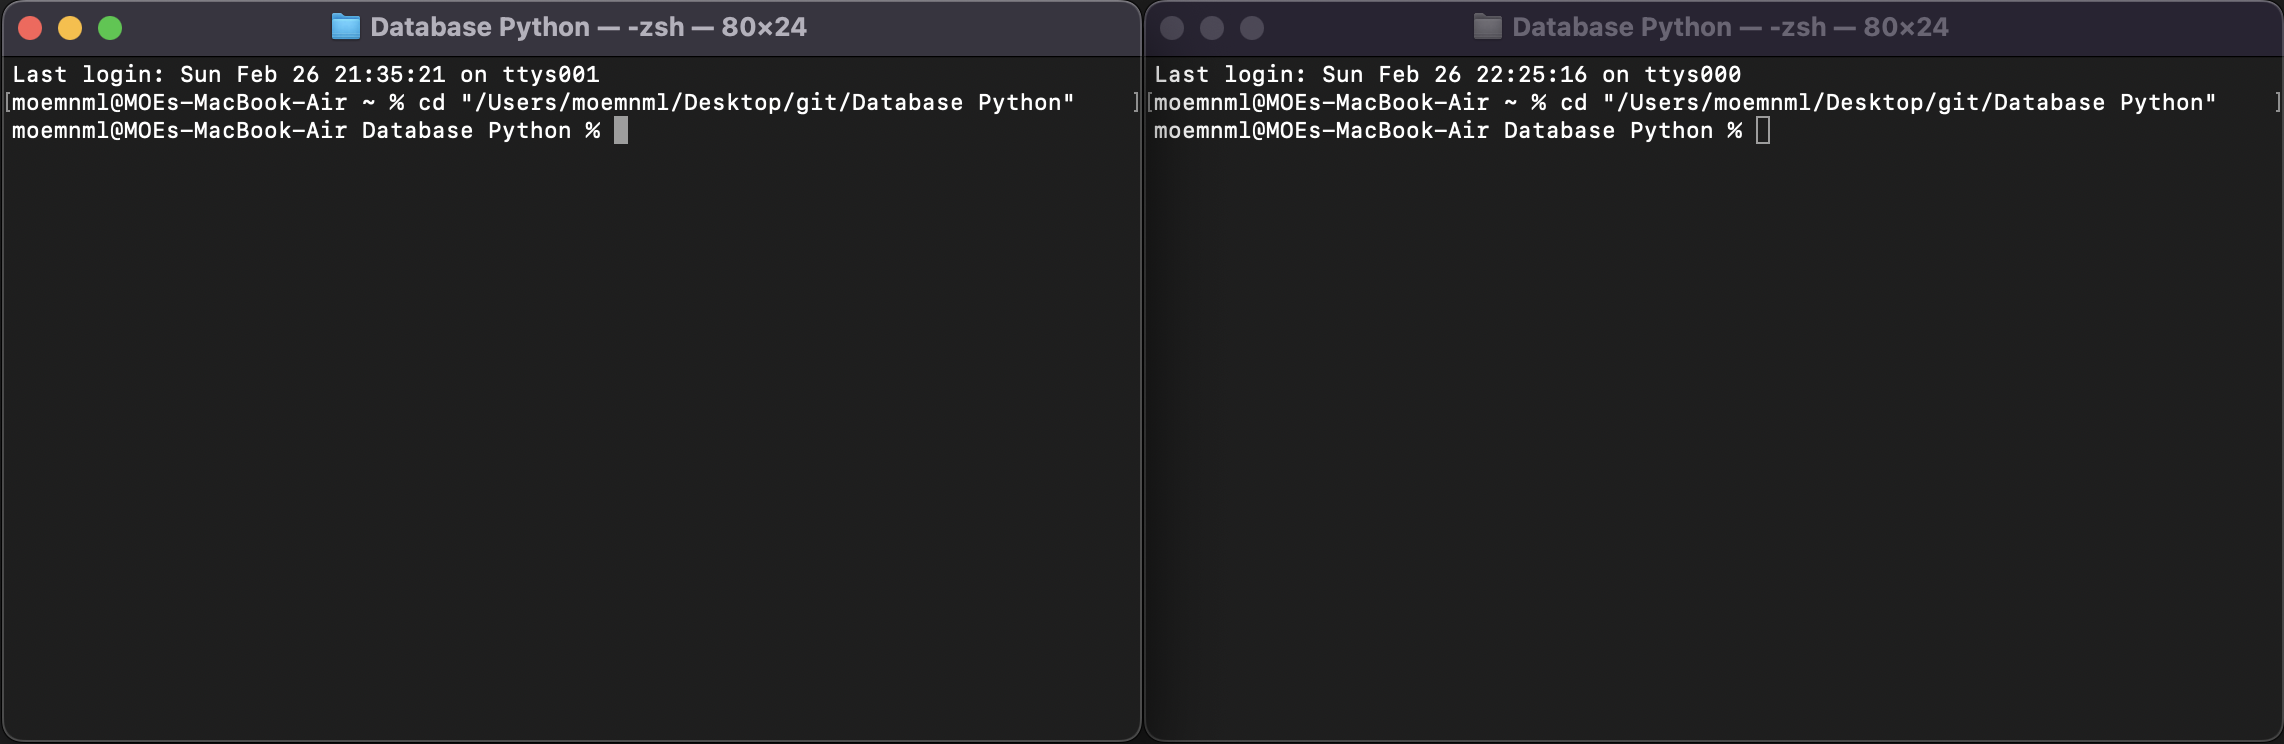 Database Python — -zsh — 80×24
Last login: Sun Feb 26 21:35:21 on ttys001
[moemnml@MOEs-MacBook-Air ~ % cd "/Users/moemnml/Desktop/git/Database Python"    ]
moemnml@MOEs-MacBook-Air Database Python %
Database Python — -zsh — 80×24
Last login: Sun Feb 26 22:25:16 on ttys000
[moemnml@MOEs-MacBook-Air ~ % cd "/Users/moemnml/Desktop/git/Database Python"    ]
moemnml@MOEs-MacBook-Air Database Python %